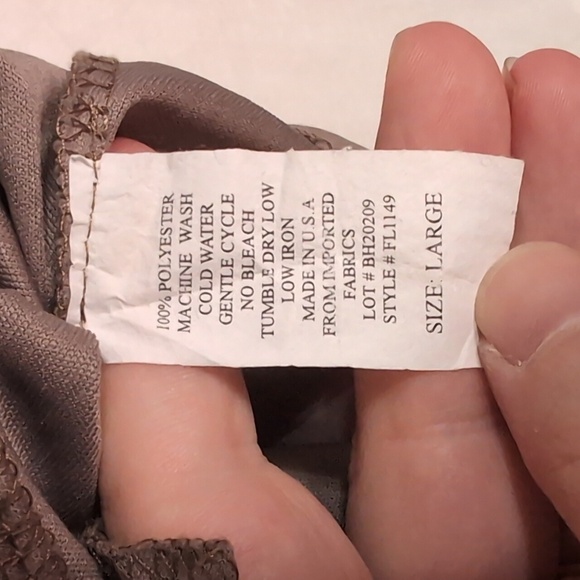 100% POLYESTER
MACHINE WASH
COLD WATER
GENTLE CYCLE
NO BLEACH
TUMBLE DRY LOW
LOW IRON
MADE IN U.S.A
FROM IMPORTED
FABRICS
LOT # BH20209
STYLE # FL1149
SIZE: LARGE